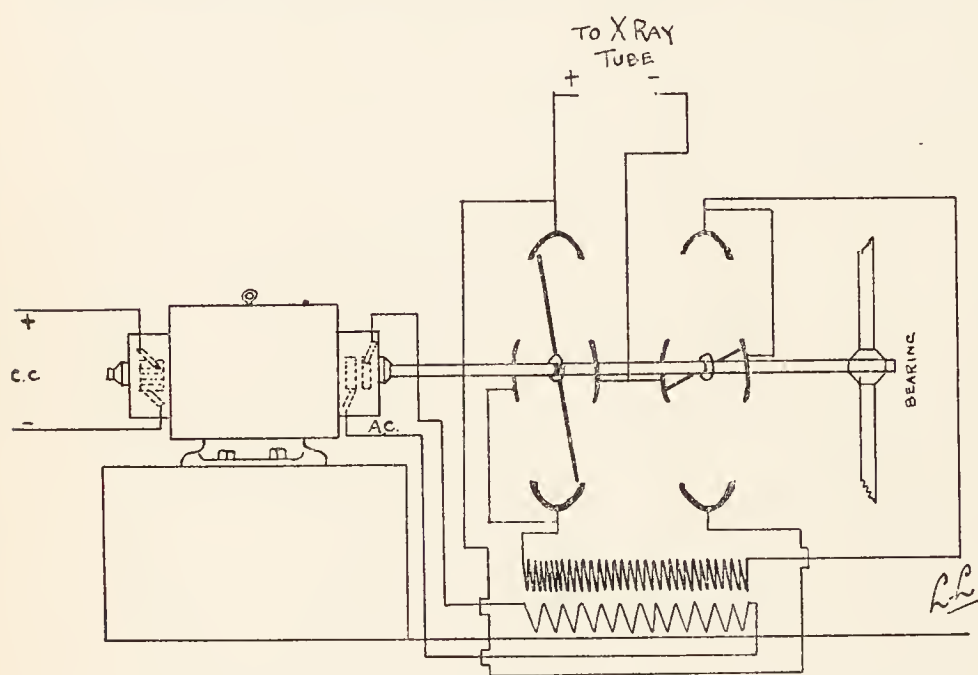 TO X RAY
TUBE
+ -
+
C.C
-
A.C.
BEARING
L.L